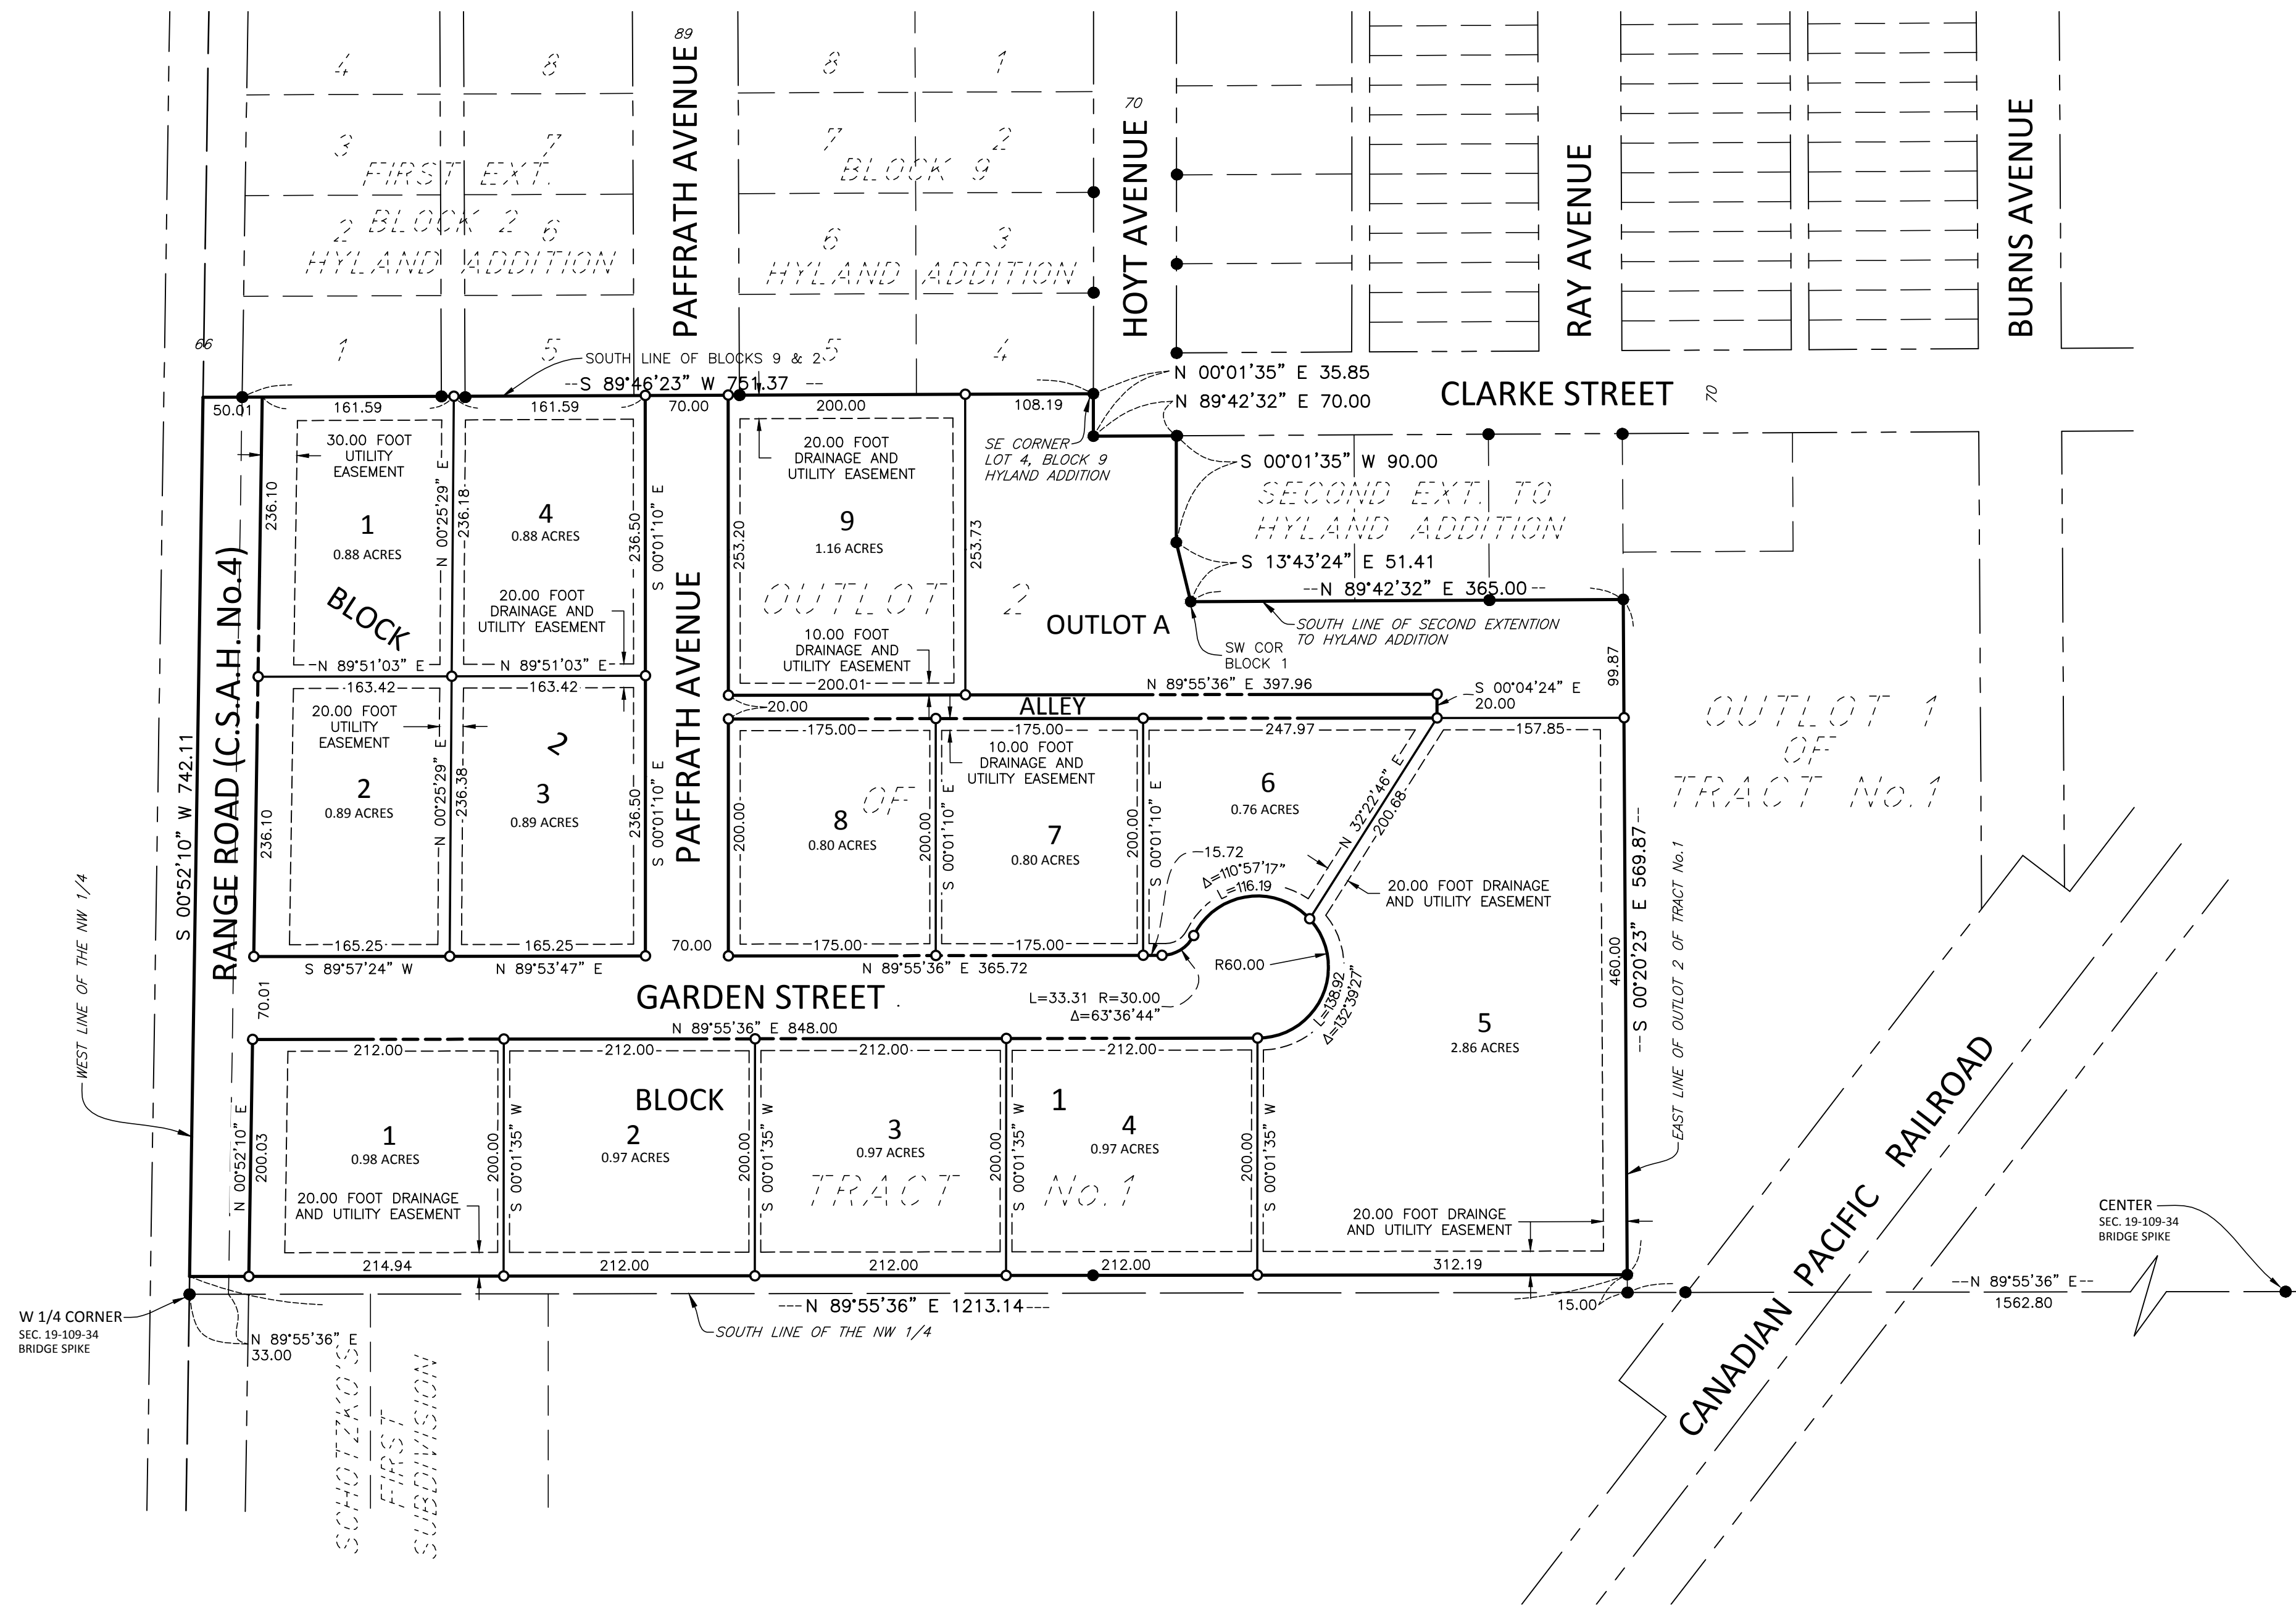 89
4
8
8
1
PAFFRATH AVENUE
HOYT AVENUE
70
RAY AVENUE
BURNS AVENUE
3
7
7
2
FIRST EXT.
BLOCK 2
HYLAND ADDITION
BLOCK 9
HYLAND ADDITION
2
6
6
3
66
1
5
5
4
SOUTH LINE OF BLOCKS 9 & 2
--S 89°46'23" W 751.37 --
N 00°01'35" E 35.85
N 89°42'32" E 70.00
CLARKE STREET
70
50.01
161.59
161.59
70.00
200.00
108.19
30.00 FOOT
UTILITY
EASEMENT
20.00 FOOT
DRAINAGE AND
UTILITY EASEMENT
SE CORNER
LOT 4, BLOCK 9
HYLAND ADDITION
S 00°01'35" W 90.00
SECOND EXT. TO
HYLAND ADDITION
S 13°43'24" E 51.41
--N 89°42'32" E 365.00--
SOUTH LINE OF SECOND EXTENTION
TO HYLAND ADDITION
SW COR
BLOCK 1
236.10
1
0.88 ACRES
N 00°25'29" E
236.18
4
0.88 ACRES
236.50
S 00°01'10" E
253.20
9
1.16 ACRES
253.73
BLOCK
20.00 FOOT
DRAINAGE AND
UTILITY EASEMENT
OUTLOT 2
OUTLOT A
10.00 FOOT
DRAINAGE AND
UTILITY EASEMENT
N 89°51'03" E
N 89°51'03" E
163.42
163.42
200.01
N 89°55'36" E 397.96
S 00°04'24" E
20.00
99.87
20.00
ALLEY
OUTLOT 1
OF
TRACT No.1
RANGE ROAD (C.S.A.H. No.4)
S 00°52'10" W 742.11
WEST LINE OF THE NW 1/4
20.00 FOOT
UTILITY
EASEMENT
2
236.10
2
0.89 ACRES
N 00°25'29" E
236.38
3
0.89 ACRES
236.50
S 00°01'10" E
PAFFRATH AVENUE
175.00
175.00
247.97
157.85
10.00 FOOT
DRAINAGE AND
UTILITY EASEMENT
200.00
8
0.80 ACRES
OF
200.00
S 00°01'10" E
7
0.80 ACRES
200.00
S 00°01'10" E
6
0.76 ACRES
N 32°22'46" E
200.68
15.72
Δ=110°57'17"
L=116.19
20.00 FOOT DRAINAGE
AND UTILITY EASEMENT
R60.00
L=138.92
Δ=132°39'27"
L=33.31 R=30.00
Δ=63°36'44"
460.00
--S 00°20'23" E 569.87--
EAST LINE OF OUTLOT 2 OF TRACT No.1
165.25
165.25
70.00
175.00
175.00
S 89°57'24" W
N 89°53'47" E
N 89°55'36" E 365.72
70.01
GARDEN STREET
N 89°55'36" E 848.00
212.00
212.00
212.00
212.00
5
2.86 ACRES
BLOCK
1
N 00°52'10" E
200.03
1
0.98 ACRES
200.00
S 00°01'35" W
2
0.97 ACRES
200.00
S 00°01'35" W
3
0.97 ACRES
200.00
S 00°01'35" W
4
0.97 ACRES
200.00
S 00°01'35" W
TRACT No.1
20.00 FOOT DRAINAGE
AND UTILITY EASEMENT
20.00 FOOT DRAINGE
AND UTILITY EASEMENT
214.94
212.00
212.00
212.00
312.19
15.00
CANADIAN PACIFIC RAILROAD
CENTER
SEC. 19-109-34
BRIDGE SPIKE
--N 89°55'36" E--
1562.80
---N 89°55'36" E 1213.14---
SOUTH LINE OF THE NW 1/4
W 1/4 CORNER
SEC. 19-109-34
BRIDGE SPIKE
N 89°55'36" E
33.00
SCHOTZKO'S
FIRST
SUBDIVISION